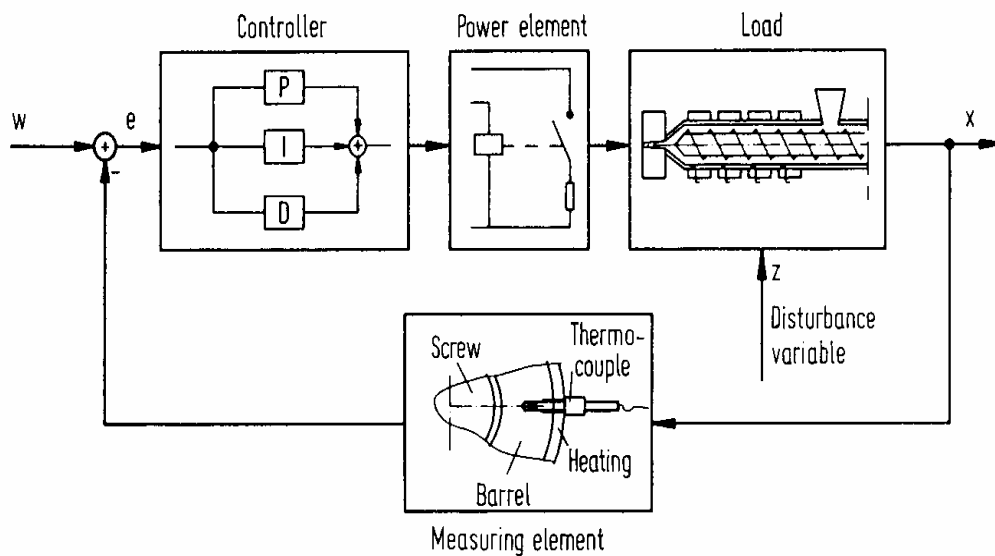 Controller
Power element
Load
w
e
+
-
P
I
D
+
x
z
Disturbance
variable
Screw
Thermo-
couple
Heating
Barrel
Measuring element